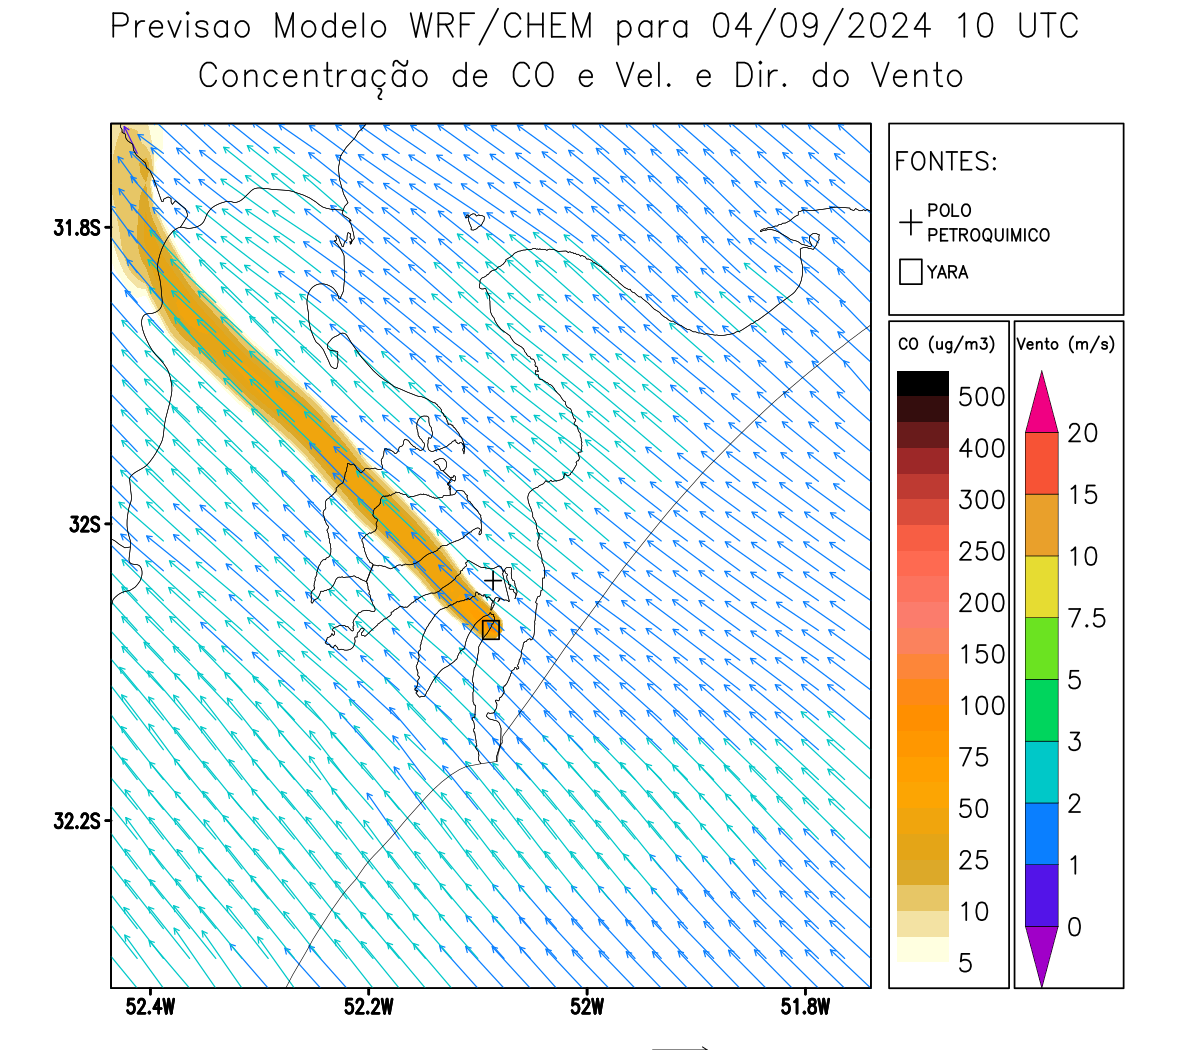 Previsao Modelo WRF/CHEM para 04/09/2024 10 UTC
Concentração de CO e Vel. e Dir. do Vento
FONTES:
POLO
PETROQUIMICO
YARA
CO (ug/m3)
500
400
300
250
200
150
100
75
50
25
10
5
Vento (m/s)
20
15
10
7.5
5
3
2
1
0
31.8S
32S
32.2S
52.4W
52.2W
52W
51.8W